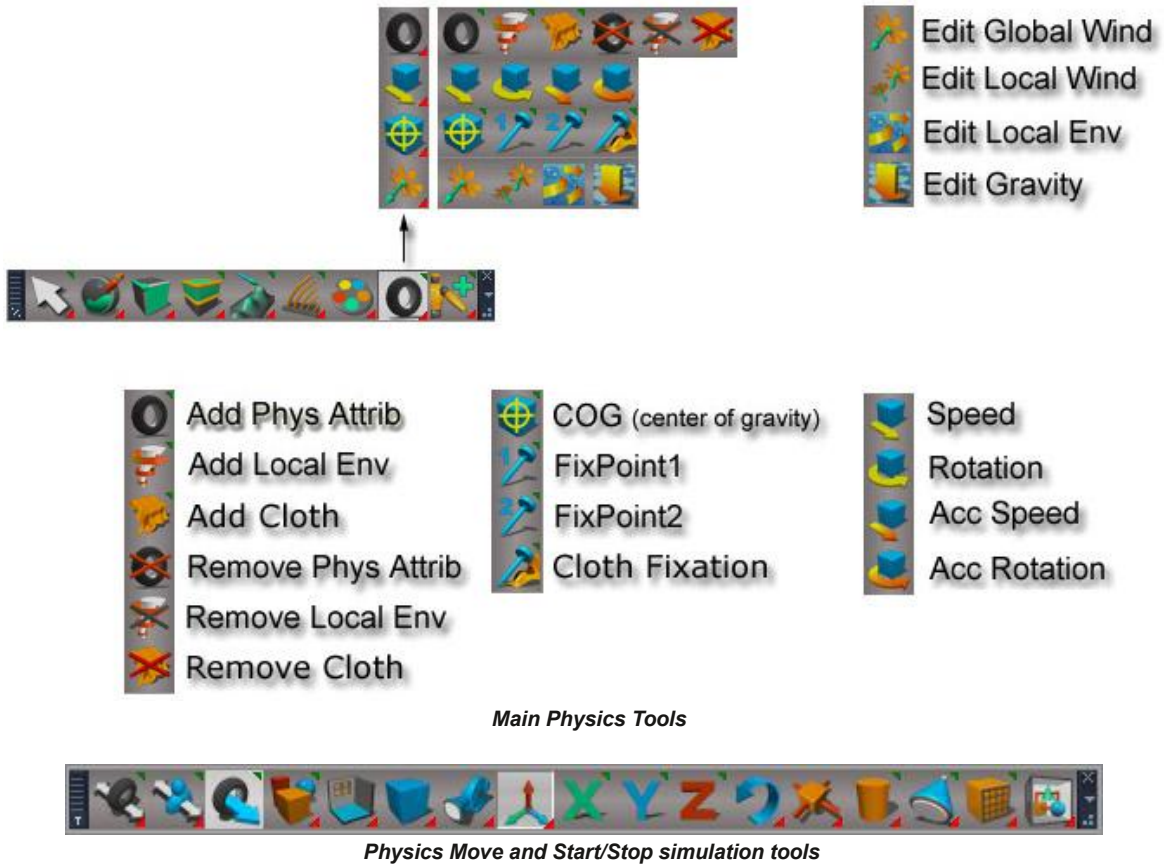 Edit Global Wind
Edit Local Wind
Edit Local Env
Edit Gravity
Add Phys Attrib
Add Local Env
Add Cloth
Remove Phys Attrib
Remove Local Env
Remove Cloth
COG (center of gravity)
FixPoint1
FixPoint2
Cloth Fixation
Speed
Rotation
Acc Speed
Acc Rotation
Main Physics Tools
X Y Z
Physics Move and Start/Stop simulation tools